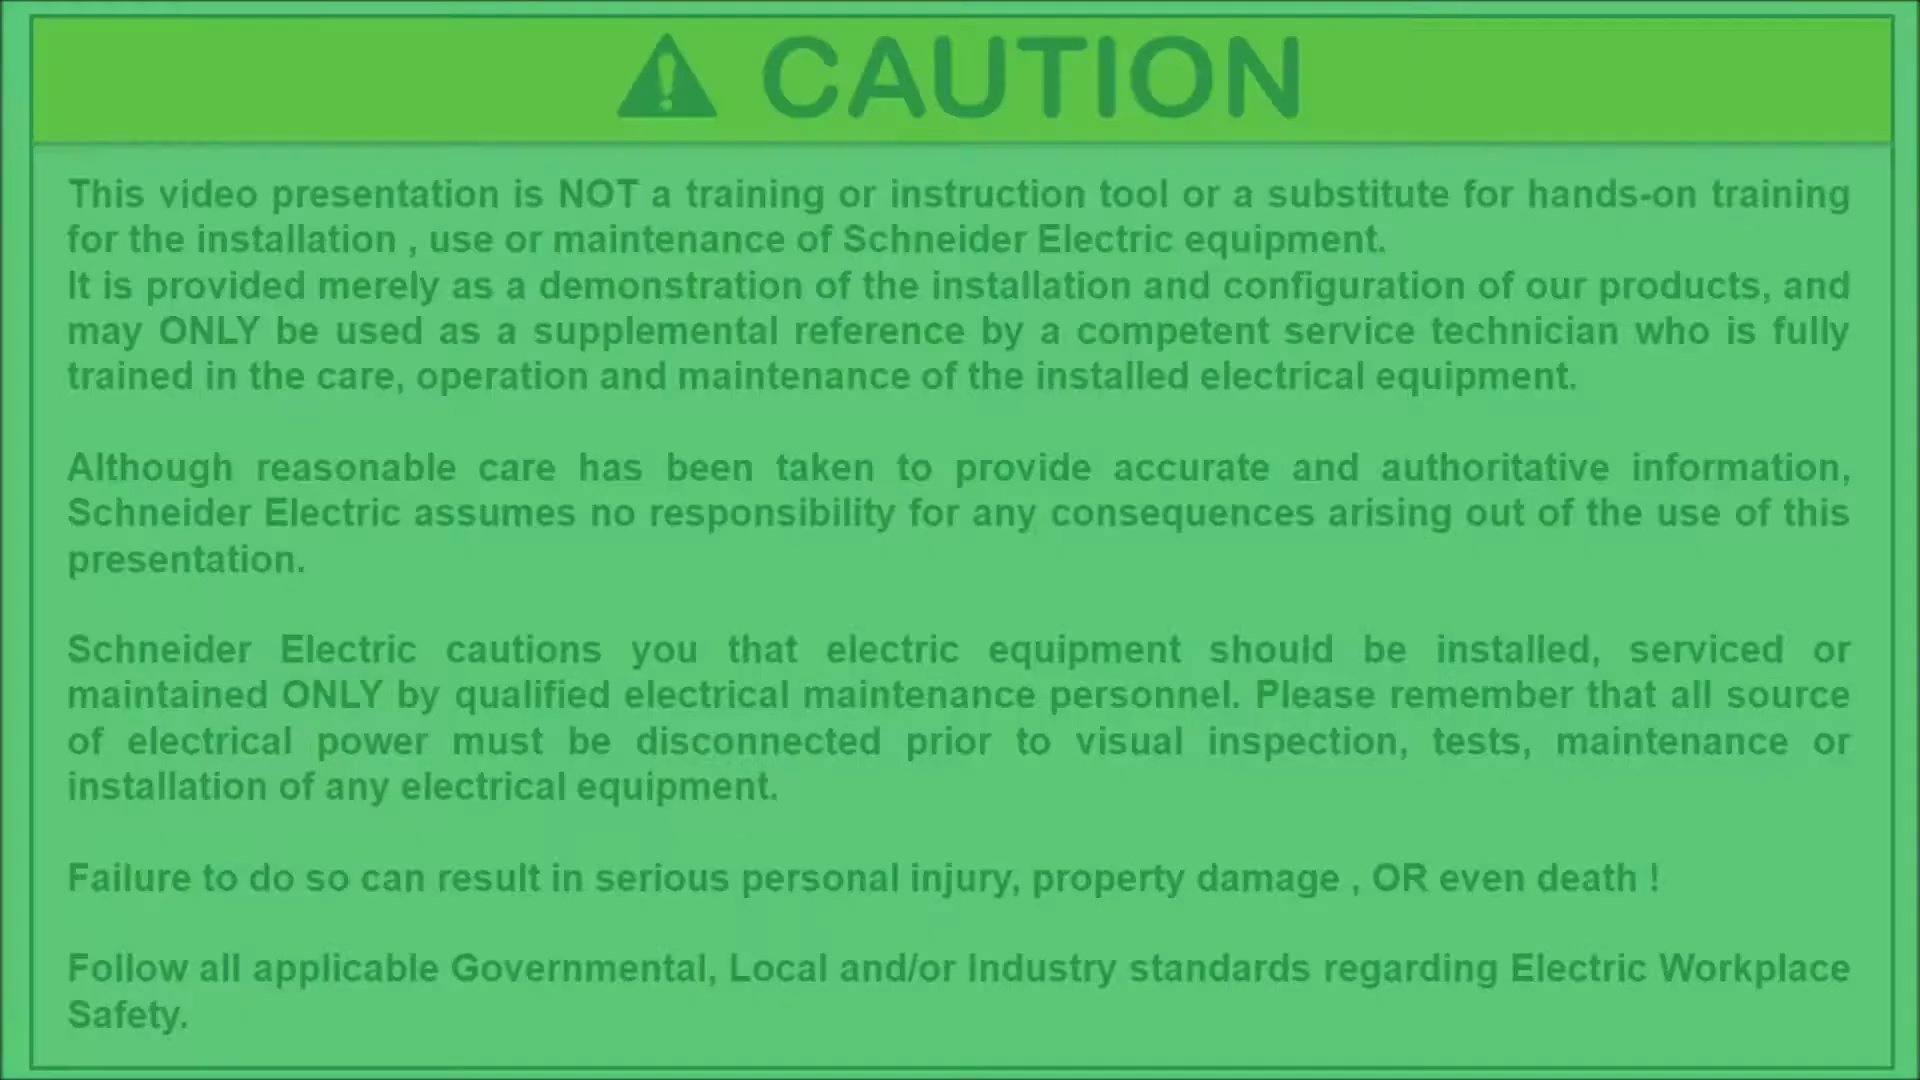 CAUTION
This video presentation is NOT a training or instruction tool or a substitute for hands-on training
for the installation , use or maintenance of Schneider Electric equipment.
It is provided merely as a demonstration of the installation and configuration of our products, and
may ONLY be used as a supplemental reference by a competent service technician who is fully
trained in the care, operation and maintenance of the installed electrical equipment.
Although reasonable care has been taken to provide accurate and authoritative information,
Schneider Electric assumes no responsibility for any consequences arising out of the use of this
presentation.
Schneider Electric cautions you that electric equipment should be installed, serviced or
maintained ONLY by qualified electrical maintenance personnel. Please remember that all source
of electrical power must be disconnected prior to visual inspection, tests, maintenance or
installation of any electrical equipment.
Failure to do so can result in serious personal injury, property damage , OR even death !
Follow all applicable Governmental, Local and/or Industry standards regarding Electric Workplace
Safety.